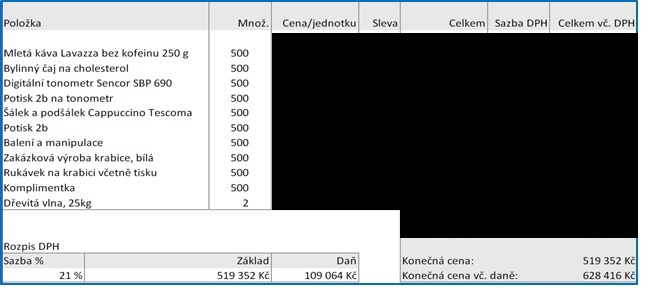 Položka Množ. Cena/jednotku Sleva Celkem Sazba DPH Celkem vč. DPH
Mletá káva Lavazza bez kofeinu 250 g 500
Bylinný čaj na cholesterol 500
Digitální tonometr Sencor SBP 690 500
Potisk 2b na tonometr 500
Šálek a podšálek Cappuccino Tescoma 500
Potisk 2b 500
Balení a manipulace 500
Zakázková výroba krabice, bílá 500
Rukávek na krabici včetně tisku 500
Komplimentka 500
Dřevitá vlna, 25kg 2
Rozpis DPH
Sazba % Základ Daň Konečná cena: 519 352 Kč
21 % 519 352 Kč 109 064 Kč Konečná cena vč. daně: 628 416 Kč